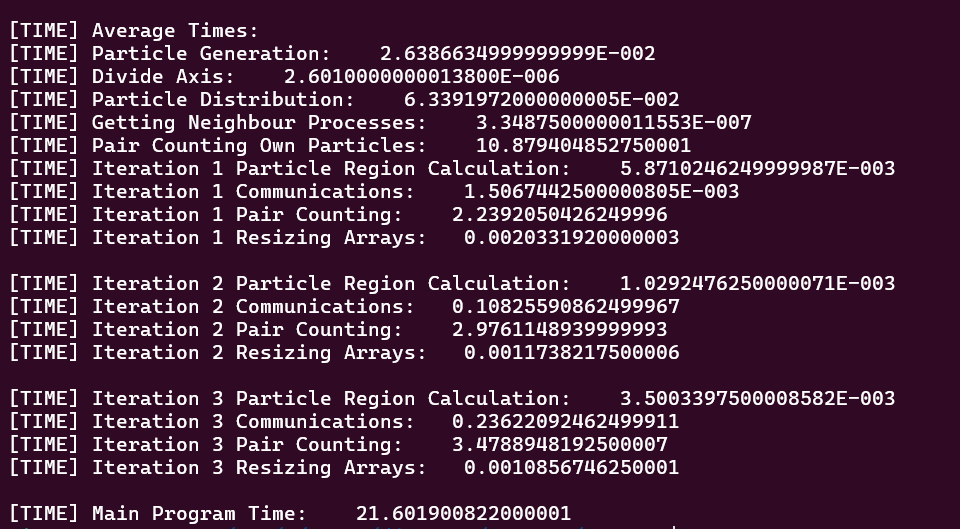 [TIME] Average Times:
[TIME] Particle Generation:    2.6386634999999999E-002
[TIME] Divide Axis:    2.6010000000013800E-006
[TIME] Particle Distribution:    6.3391972000000005E-002
[TIME] Getting Neighbour Processes:    3.3487500000011553E-007
[TIME] Pair Counting Own Particles:    10.879404852750001
[TIME] Iteration 1 Particle Region Calculation:    5.8710246249999987E-003
[TIME] Iteration 1 Communications:    1.5067442500000805E-003
[TIME] Iteration 1 Pair Counting:    2.2392050426249996
[TIME] Iteration 1 Resizing Arrays:   0.0020331920000003
[TIME] Iteration 2 Particle Region Calculation:    1.0292476250000071E-003
[TIME] Iteration 2 Communications:   0.10825590862499967
[TIME] Iteration 2 Pair Counting:    2.9761148939999993
[TIME] Iteration 2 Resizing Arrays:   0.0011738217500006
[TIME] Iteration 3 Particle Region Calculation:    3.5003397500008582E-003
[TIME] Iteration 3 Communications:   0.23622092462499911
[TIME] Iteration 3 Pair Counting:    3.4788948192500007
[TIME] Iteration 3 Resizing Arrays:   0.0010856746250001
[TIME] Main Program Time:    21.601900822000001